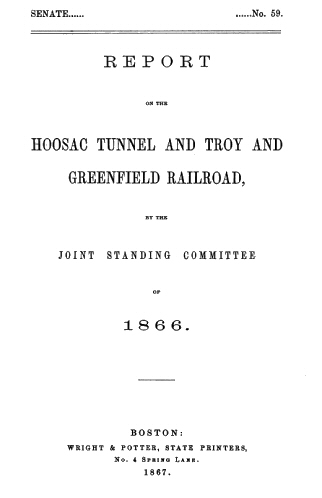 SENATE...... ......No. 59.
REPORT
ON THE
HOOSAC TUNNEL AND TROY AND
GREENFIELD RAILROAD,
BY THE
JOINT STANDING COMMITTEE
OF
1866.
BOSTON:
WRIGHT & POTTER, STATE PRINTERS,
No. 4 Spring Lane.
1867.